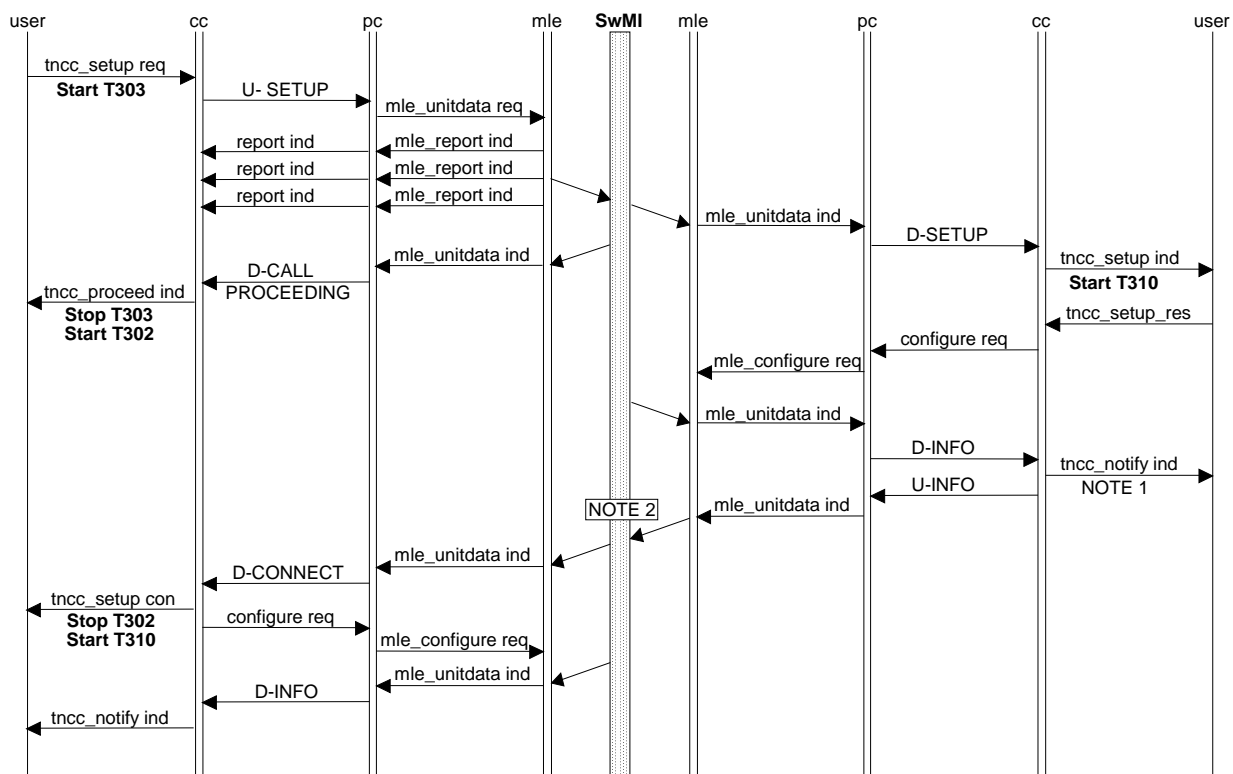 user cc pc mle SwMI mle pc cc user
tncc_setup req
Start T303
U- SETUP
mle_unitdata req
report ind
mle_report ind
report ind
mle_report ind
report ind
mle_report ind
mle_unitdata ind
D-SETUP
mle_unitdata ind
tncc_setup ind
Start T310
D-CALL
PROCEEDING
tncc_proceed ind
Stop T303
Start T302
tncc_setup_res
configure req
mle_configure req
mle_unitdata ind
D-INFO
tncc_notify ind
NOTE 1
U-INFO
mle_unitdata ind
NOTE 2
mle_unitdata ind
D-CONNECT
tncc_setup con
Stop T302
Start T310
configure req
mle_configure req
mle_unitdata ind
D-INFO
tncc_notify ind